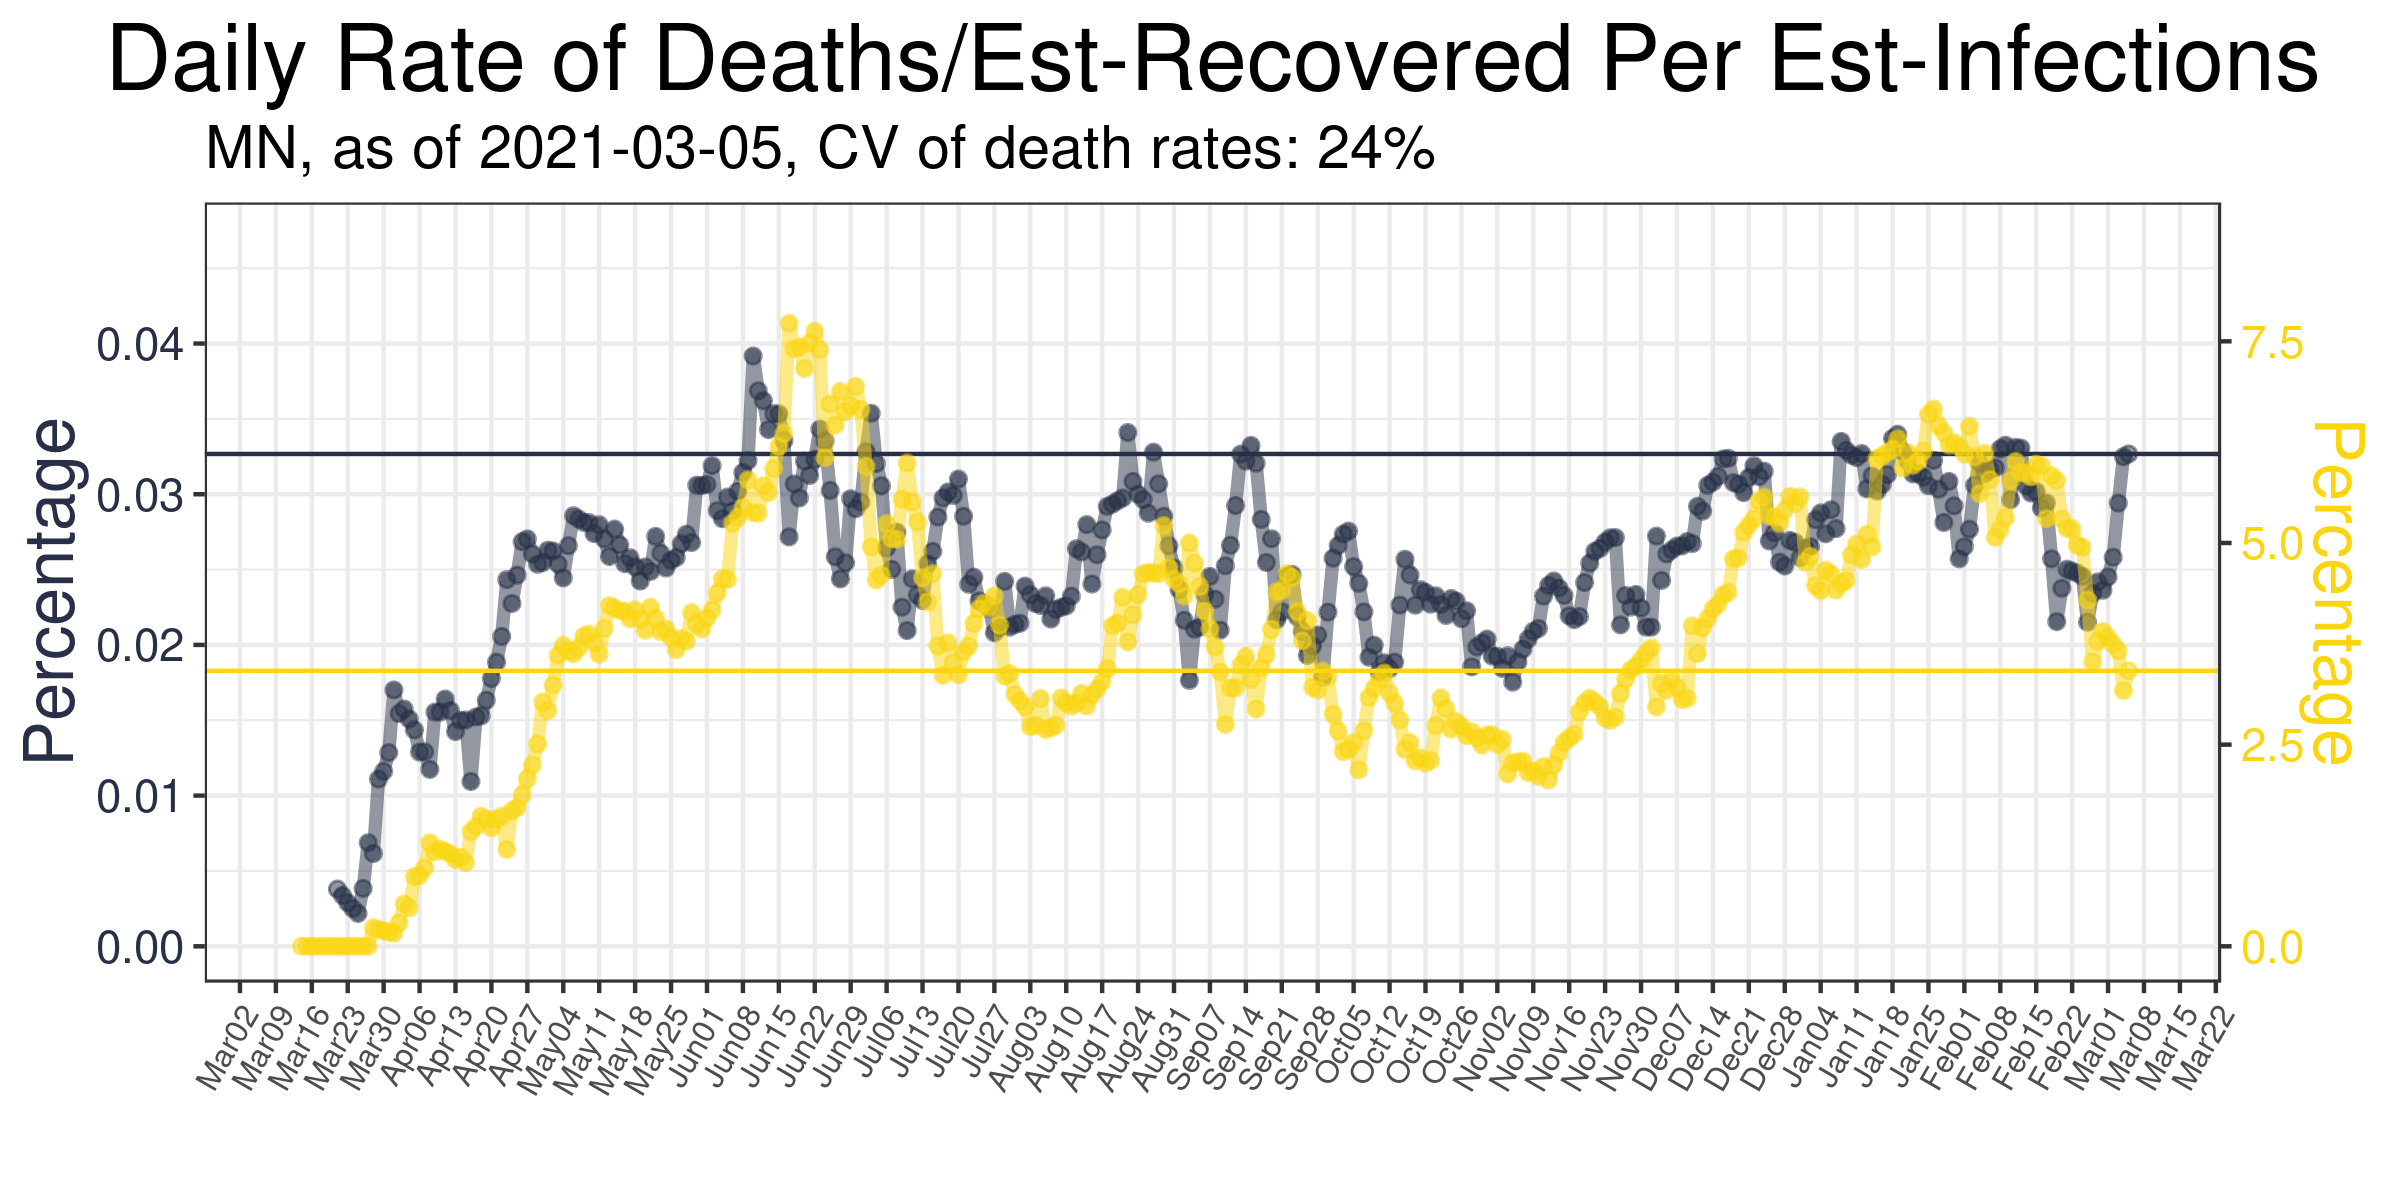 Daily Rate of Deaths/Est-Recovered Per Est-Infections
MN, as of 2021-03-05, CV of death rates: 24%
Percentage
0.04
0.03
0.02
0.01
0.00
7.5
5.0
2.5
0.0
Percentage
Mar02
Mar09
Mar16
Mar23
Mar30
Apr06
Apr13
Apr20
Apr27
May04
May11
May18
May25
Jun01
Jun08
Jun15
Jun22
Jun29
Jul06
Jul13
Jul20
Jul27
Aug03
Aug10
Aug17
Aug24
Aug31
Sep07
Sep14
Sep21
Sep28
Oct05
Oct12
Oct19
Oct26
Nov02
Nov09
Nov16
Nov23
Nov30
Dec07
Dec14
Dec21
Dec28
Dec04
Jan11
Jan18
Jan25
Jan01
Feb08
Feb08
Feb15
Feb22
Mar01
Mar08
Mar15
Mar22